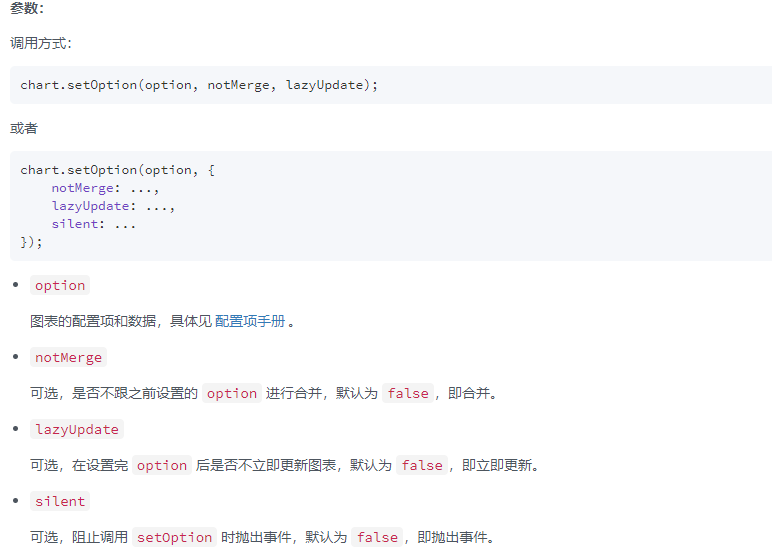 参数：
调用方式：
chart.setOption(option, notMerge, lazyUpdate);
或者
chart.setOption(option, {
    notMerge: ...,
    lazyUpdate: ...,
    silent: ...
});
• option
图表的配置项和数据，具体见 配置项手册 。
• notMerge
可选，是否不跟之前设置的 option 进行合并，默认为 false ，即合并。
• lazyUpdate
可选，在设置完 option 后是否不立即更新图表，默认为 false ，即立即更新。
• silent
可选，阻止调用 setOption 时抛出事件，默认为 false ，即抛出事件。